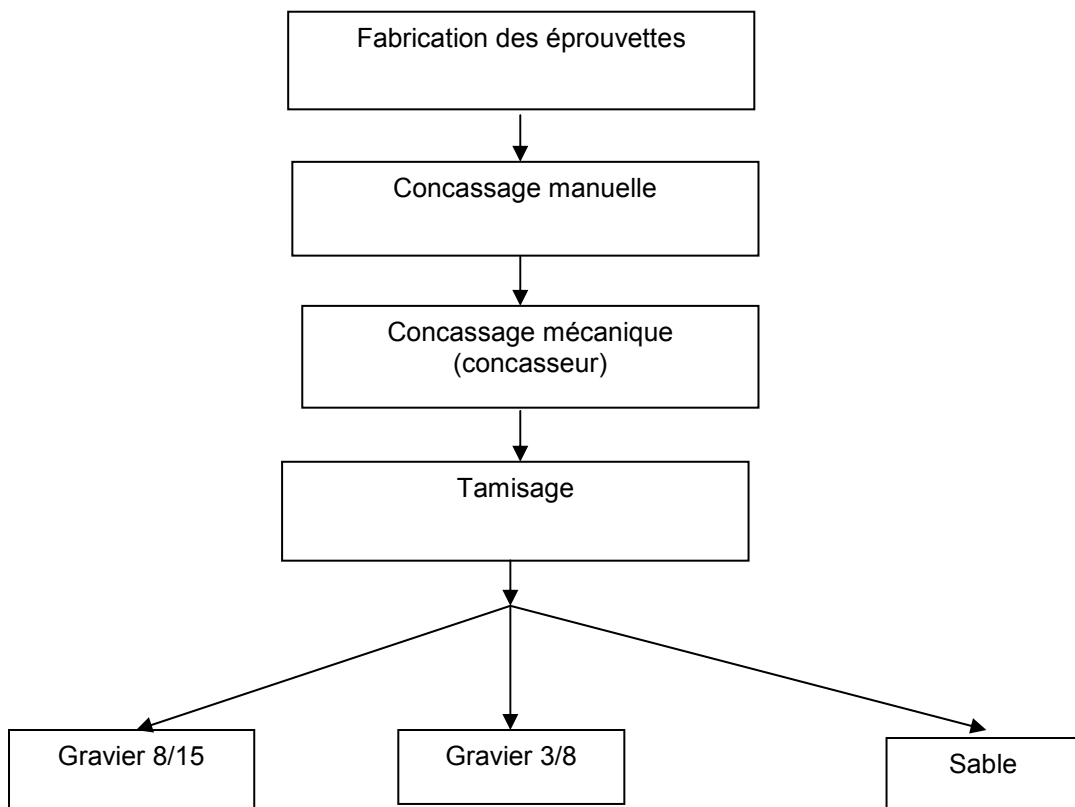 Fabrication des éprouvettes
Concassage manuelle
Concassage mécanique
(concasseur)
Tamisage
Gravier 8/15
Gravier 3/8
Sable